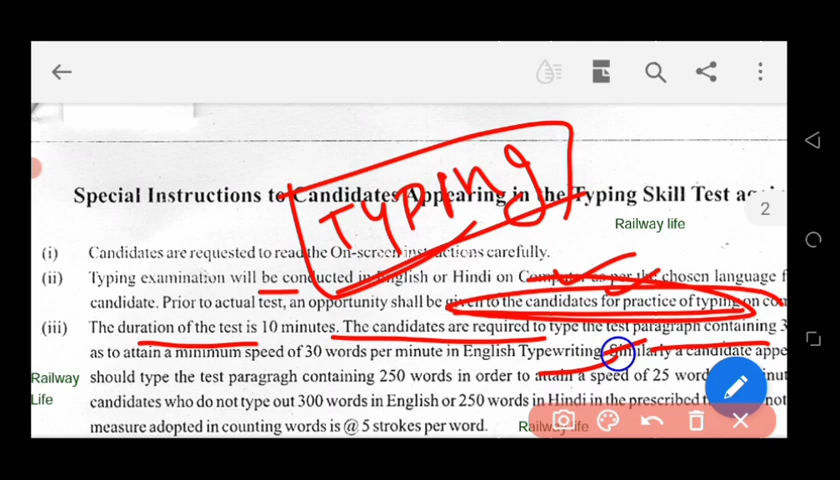 Special Instructions to Candidates Appearing in the Typing Skill Test
2
TYPIng
Railway life
(i) Candidates are requested to read the On-screen instructions carefully.
(ii) Typing examination will be conducted in English or Hindi on Computer as per the chosen language
candidate. Prior to actual test, an opportunity shall be given to the candidates for practice of typing on
(iii) The duration of the test is 10 minutes. The candidates are required to type the test paragraph containing 3
as to attain a minimum speed of 30 words per minute in English Typewriting. Similarly a candidate appe
Railway should type the test paragragh containing 250 words in order to attain a speed of 25 word
Life candidates who do not type out 300 words in English or 250 words in Hindi in the prescribed not
measure adopted in counting words is @ 5 strokes per word. Railway life